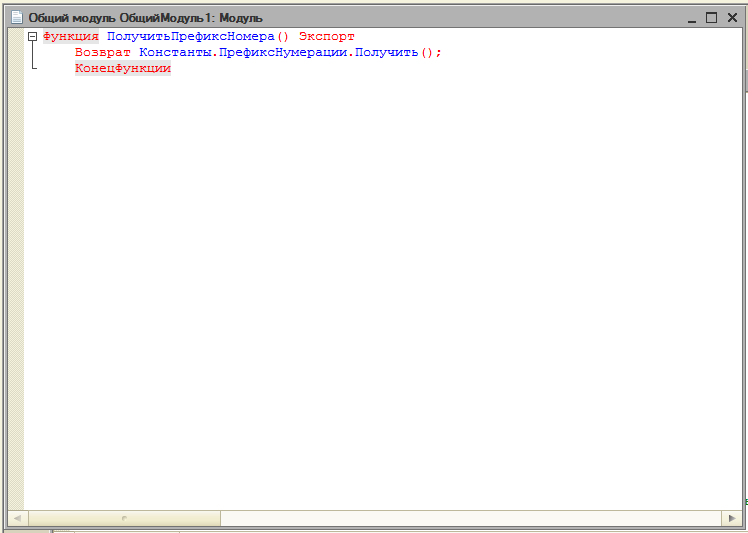 Общий модуль ОбщийМодуль1: Модуль
Функция ПолучитьПрефиксНомера() Экспорт
Возврат Константы.ПрефиксНумерации.Получить();
КонецФункции